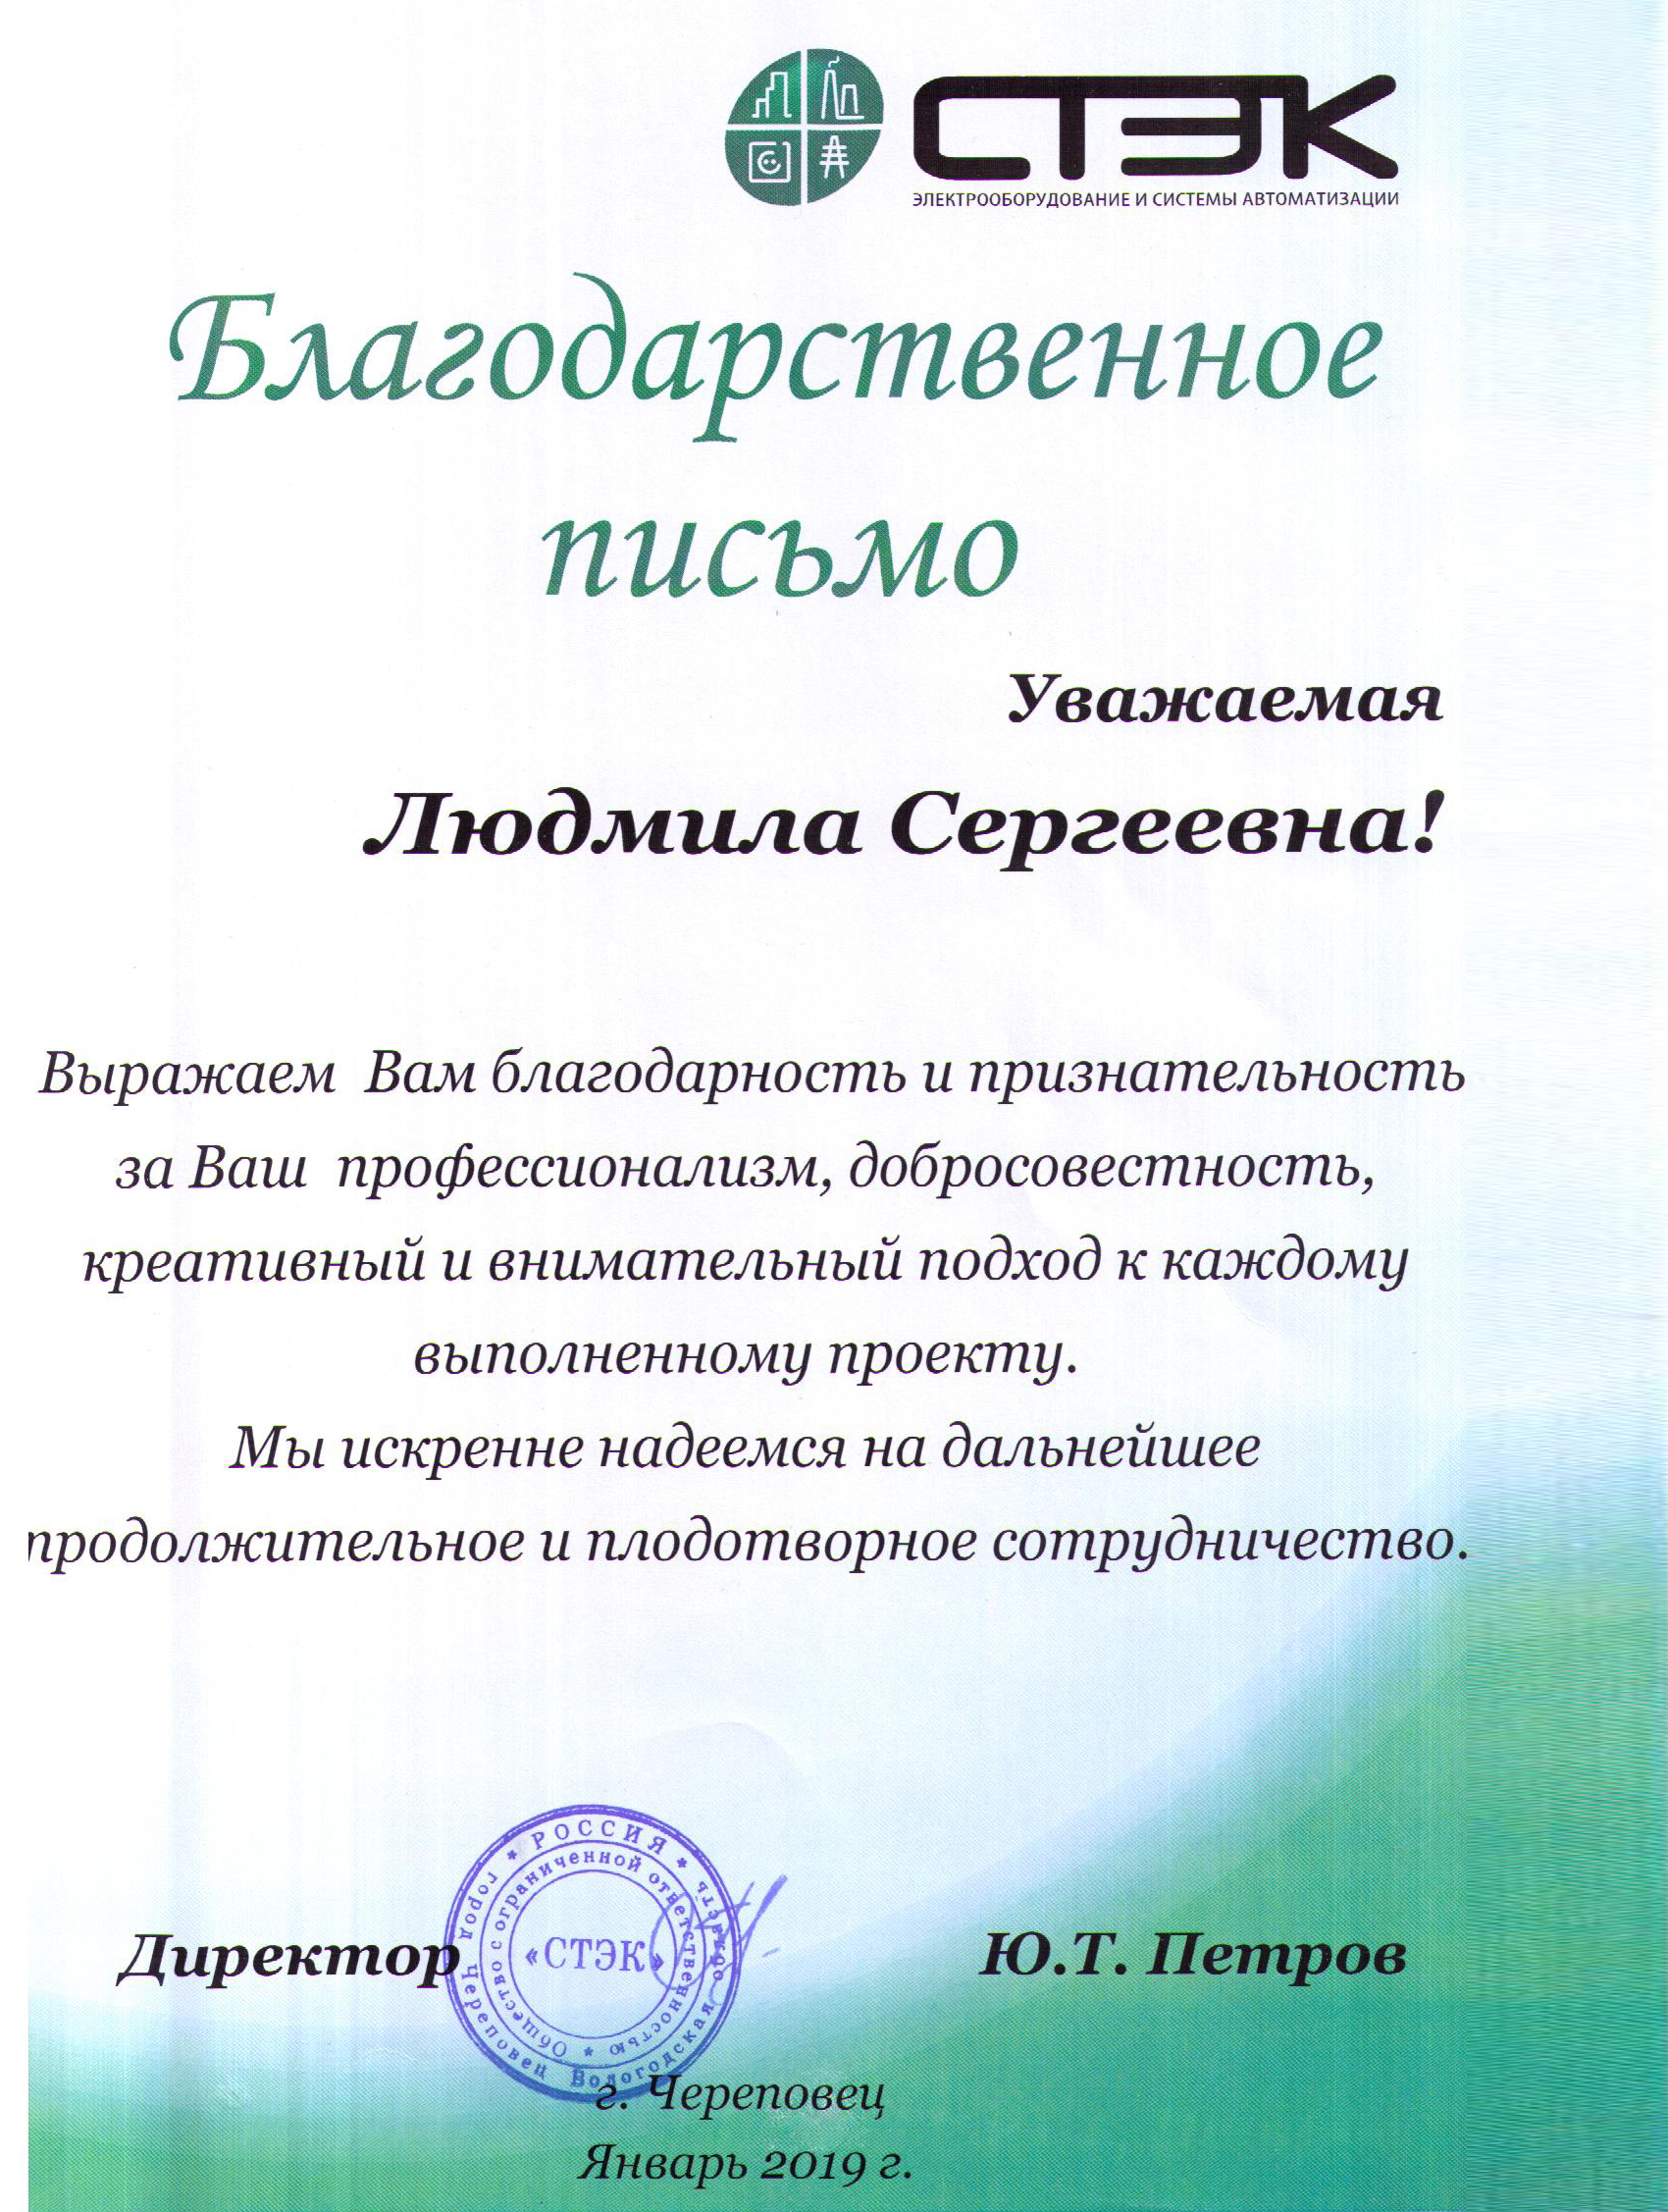 СТЭК
ЭЛЕКТРООБОРУДОВАНИЕ И СИСТЕМЫ АВТОМАТИЗАЦИИ
Благодарственное
письмо
Уважаемая
Людмила Сергеевна!
Выражаем Вам благодарность и признательность
за Ваш профессионализм, добросовестность,
креативный и внимательный подход к каждому
выполненному проекту.
Мы искренне надеемся на дальнейшее
продолжительное и плодотворное сотрудничество.
Директор
* РОССИЯ * Вологодская область город Череповец
Общество с ограниченной ответственностью *
«СТЭК»
Ю.Т. Петров
г. Череповец
Январь 2019 г.